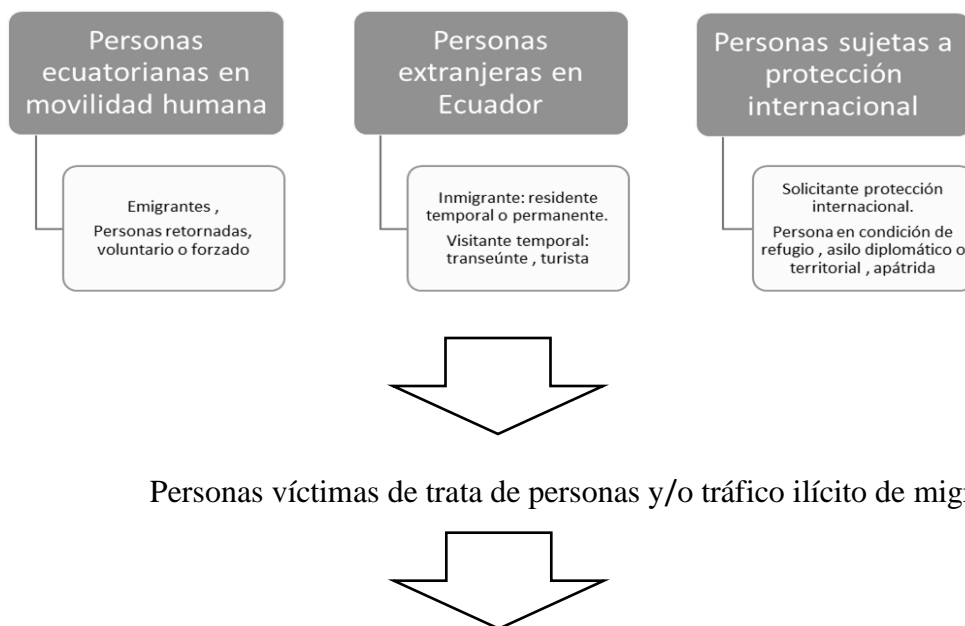 Personas
ecuatorianas en
movilidad humana
Emigrantes ,
Personas retornadas,
voluntario o forzado
Personas
extranjeras en
Ecuador
Inmigrante: residente
temporal o permanente.
Visitante temporal:
transeúnte , turista
Personas sujetas a
protección
internacional
Solicitante protección
internacional.
Persona en condición de
refugio , asilo diplomático o
territorial , apátrida
Personas víctimas de trata de personas y/o tráfico ilícito de